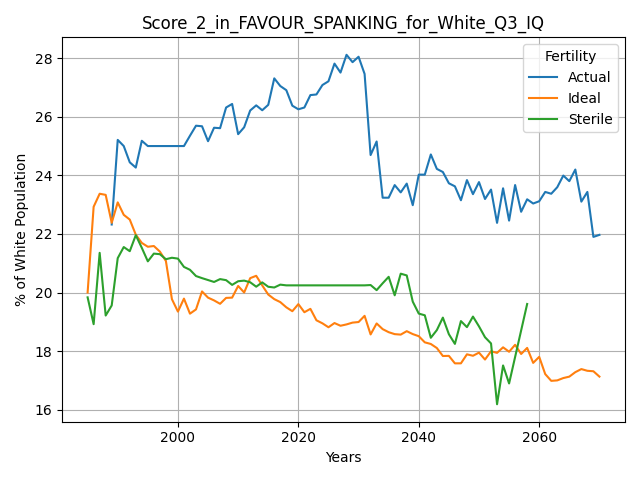 Score_2_in_FAVOUR_SPANKING_for_White_Q3_IQ
Fertility
Actual
Ideal
Sterile
% of White Population
28
26
24
22
20
18
16
2000
2020
2040
2060
Years